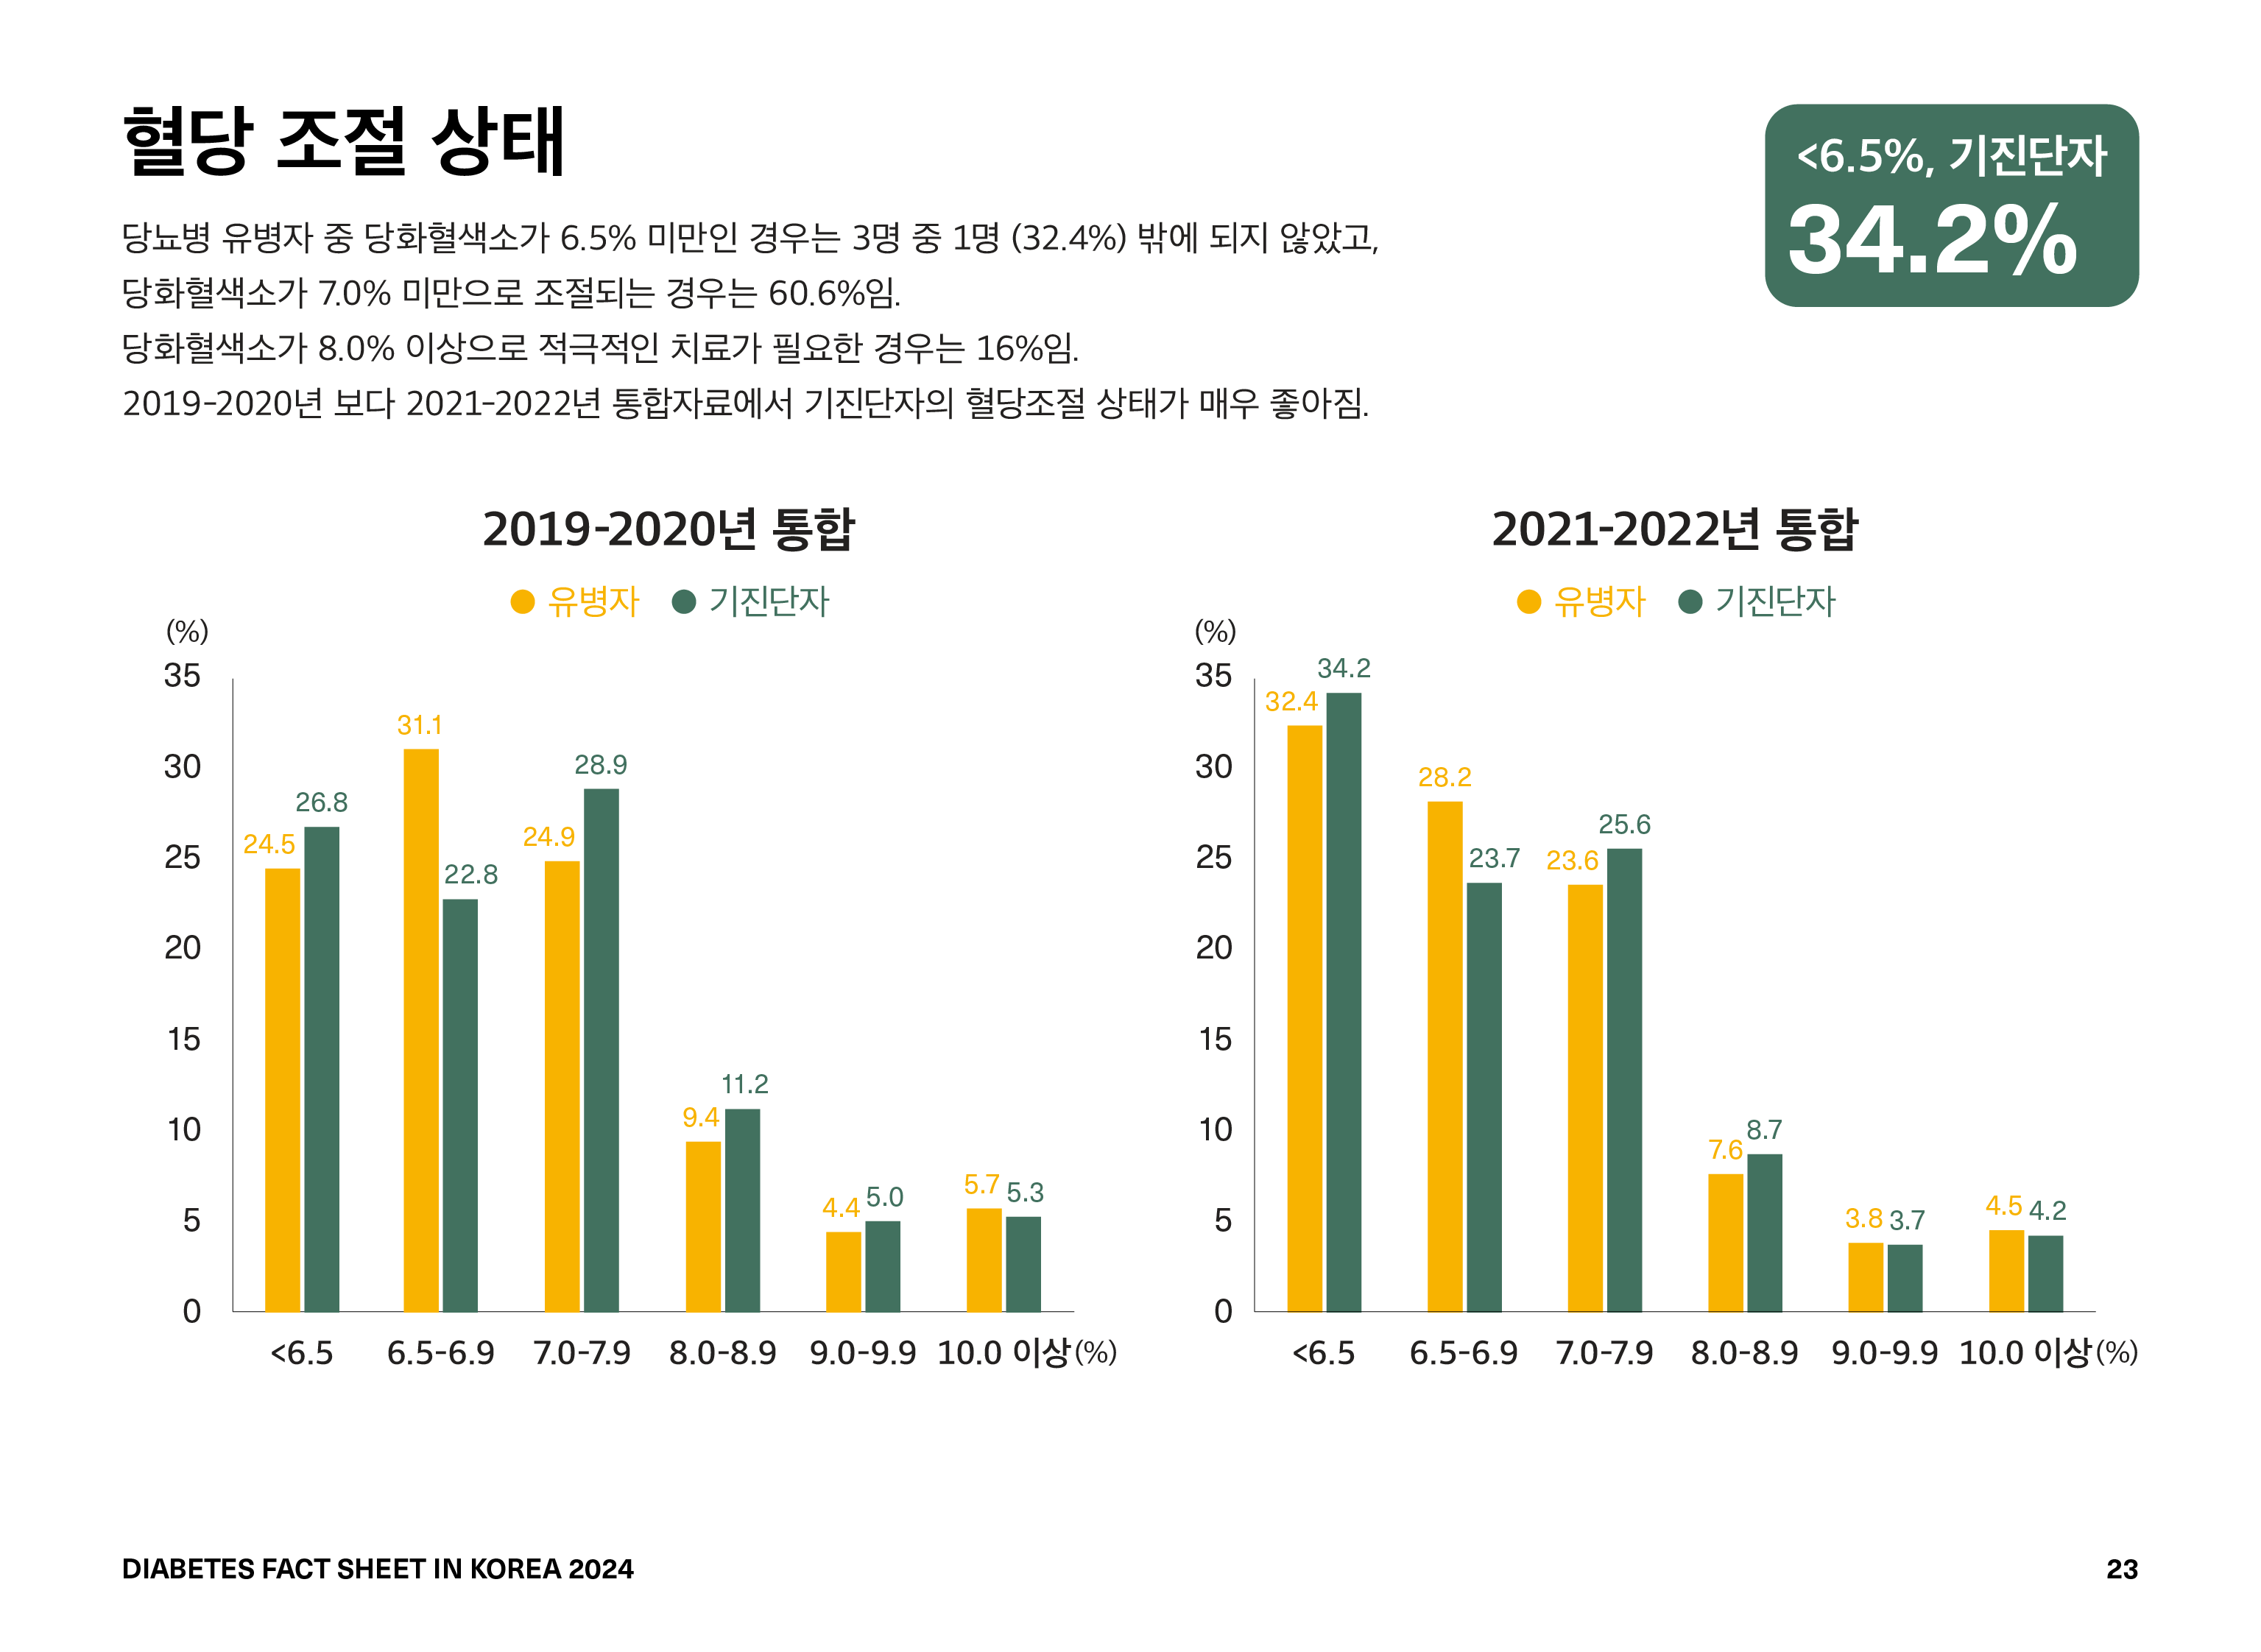 혈당 조절 상태
<6.5%, 기진단자
34.2%
당뇨병 유병자 중 당화혈색소가 6.5% 미만인 경우는 3명 중 1명 (32.4%) 밖에 되지 않았고,
당화혈색소가 7.0% 미만으로 조절되는 경우는 60.6%임.
당화혈색소가 8.0% 이상으로 적극적인 치료가 필요한 경우는 16%임.
2019-2020년 보다 2021-2022년 통합자료에서 기진단자의 혈당조절 상태가 매우 좋아짐.
2019-2020년 통합
유병자 기진단자
(%)
35
30
25
20
15
10
5
0
24.5 26.8
31.1 22.8
24.9 28.9
9.4 11.2
4.4 5.0
5.7 5.3
<6.5 6.5-6.9 7.0-7.9 8.0-8.9 9.0-9.9 10.0 이상 (%)
2021-2022년 통합
유병자 기진단자
(%)
35
30
25
20
15
10
5
0
32.4 34.2
28.2 23.7
23.6 25.6
7.6 8.7
3.8 3.7
4.5 4.2
<6.5 6.5-6.9 7.0-7.9 8.0-8.9 9.0-9.9 10.0 이상 (%)
DIABETES FACT SHEET IN KOREA 2024
23